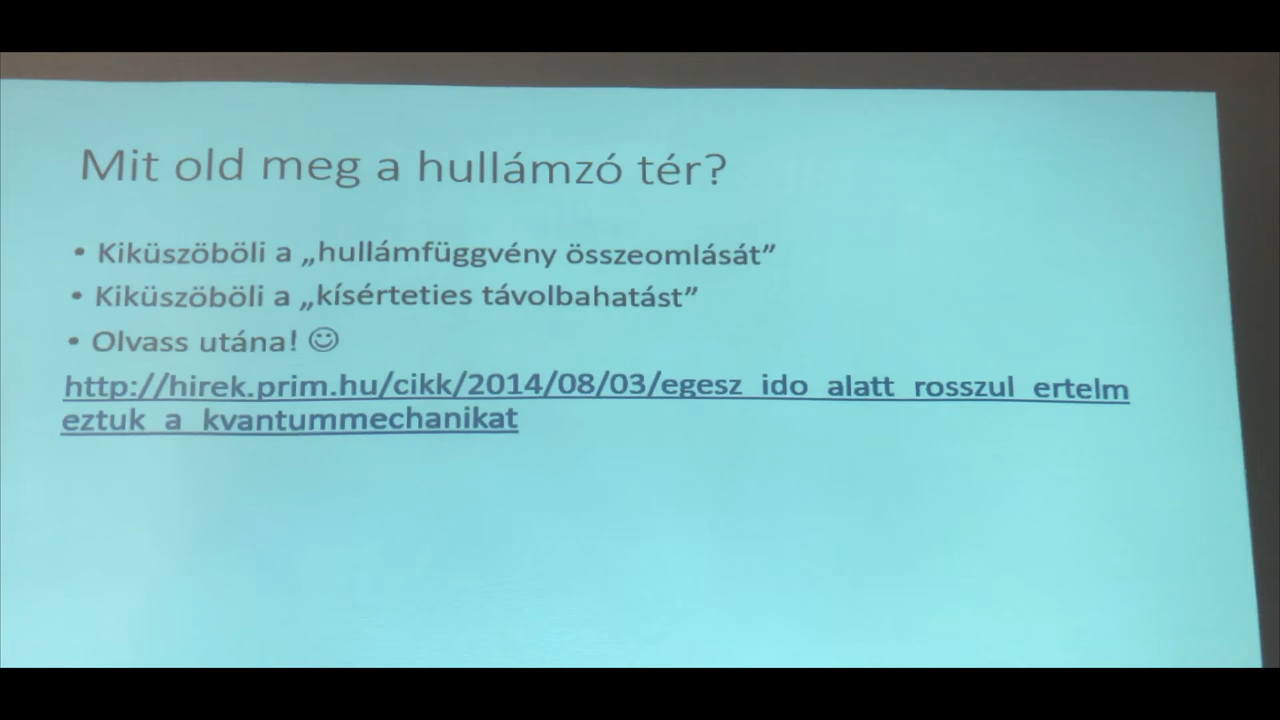 Mit old meg a hullámzó tér?
• Kiküszöböli a „hullámfüggvény összeomlását”
• Kiküszöböli a „kísérteties távolbahatást”
• Olvass utána! ☺
http://hirek.prim.hu/cikk/2014/08/03/egesz_ido_alatt_rosszul_ertelm
eztuk_a_kvantummechanikat